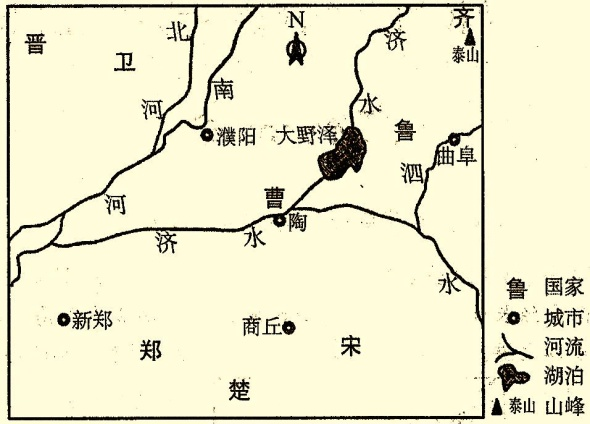 N
齐
泰山
晋
卫
北
河
南
河
济
水
濮阳
大野泽
鲁
曲阜
泗
水
曹
陶
济
水
新郑
商丘
郑
宋
楚
鲁 国家
城市
河流
湖泊
泰山 山峰